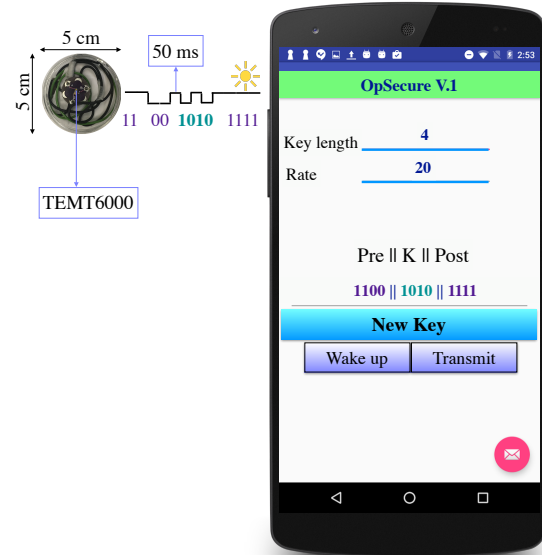 5 cm
5 cm
50 ms
11 00 1010 1111
TEMT6000
2:53
OpSecure V.1
Key length 4
Rate 20
Pre || K || Post
1100 || 1010 || 1111
New Key
Wake up Transmit